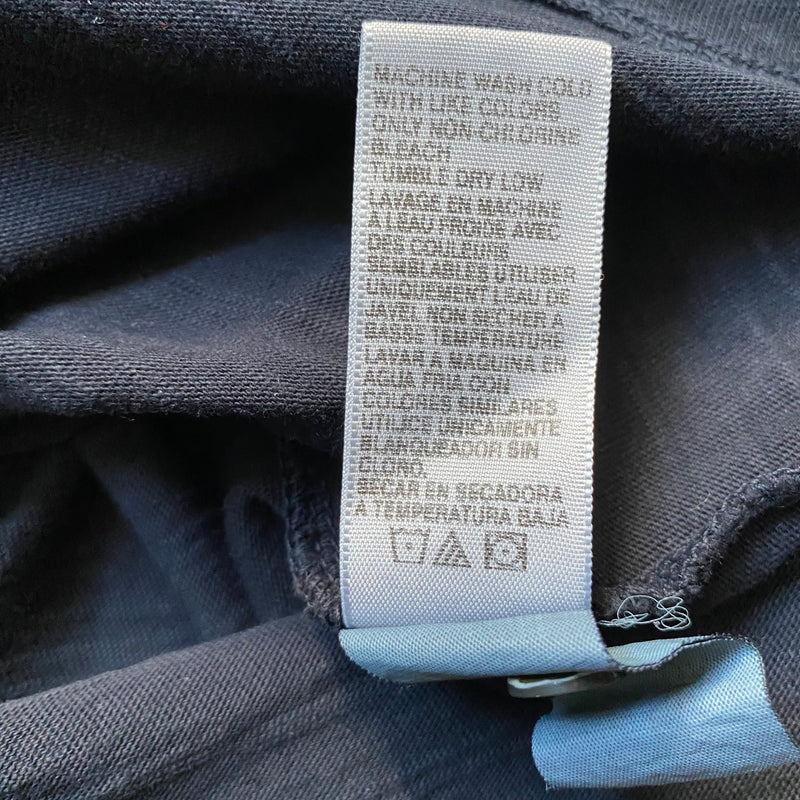 MACHINE WASH COLD
WITH LIKE COLORS
ONLY NON-CHLORINE
BLEACH
TUMBLE DRY LOW
LAVAGE EN MACHINE
A L'EAU FROIDE AVEC
DES COULEURS
SEMBLABLES UTILISER
UNIQUEMENT L'EAU DE
JAVEL NON SECHER A
BASSE TEMPERATURE
LAVAR A MAQUINA EN
AGUA FRIA CON
COLORES SIMILARES
UTILICE UNICAMENTE
BLANQUEADOR SIN
CLORO.
SECAR EN SECADORA
A TEMPERATURA BAJA